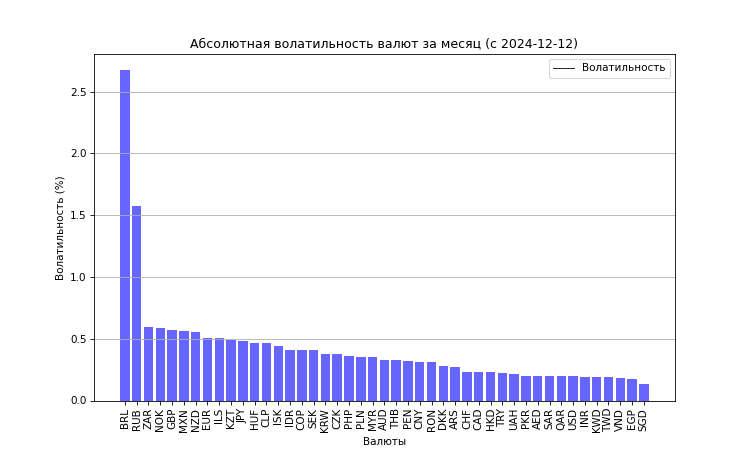 Абсолютная волатильность валют за месяц (с 2024-12-12)
Волатильность
Волатильность (%)
2.5
2.0
1.5
1.0
0.5
0.0
BRL RUB ZAR NOK GBP MXN NZD EUR ILS KZT JPY HUF CLP ISK IDR COP SEK KRW CZK PHP PLN MYR AUD THB PEN CNY RON DKK ARS CHF CAD HKD TRY UAH PKR AED SAR QAR USD INR KWD TWD VND EGP SGD
Валюты